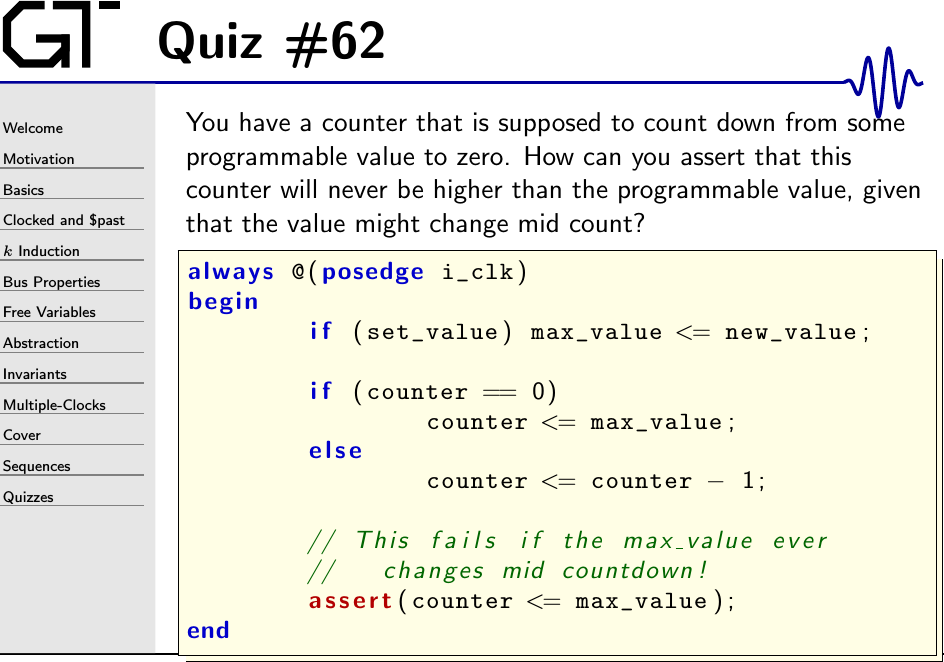 GT
Quiz #62
Welcome
Motivation
Basics
Clocked and $past
k Induction
Bus Properties
Free Variables
Abstraction
Invariants
Multiple-Clocks
Cover
Sequences
Quizzes
You have a counter that is supposed to count down from some
programmable value to zero. How can you assert that this
counter will never be higher than the programmable value, given
that the value might change mid count?
always @(posedge i_clk)
begin
if (set_value) max_value <= new_value;
if (counter == 0)
counter <= max_value;
else
counter <= counter - 1;
// This fails if the max_value ever
// changes mid countdown!
assert(counter <= max_value);
end